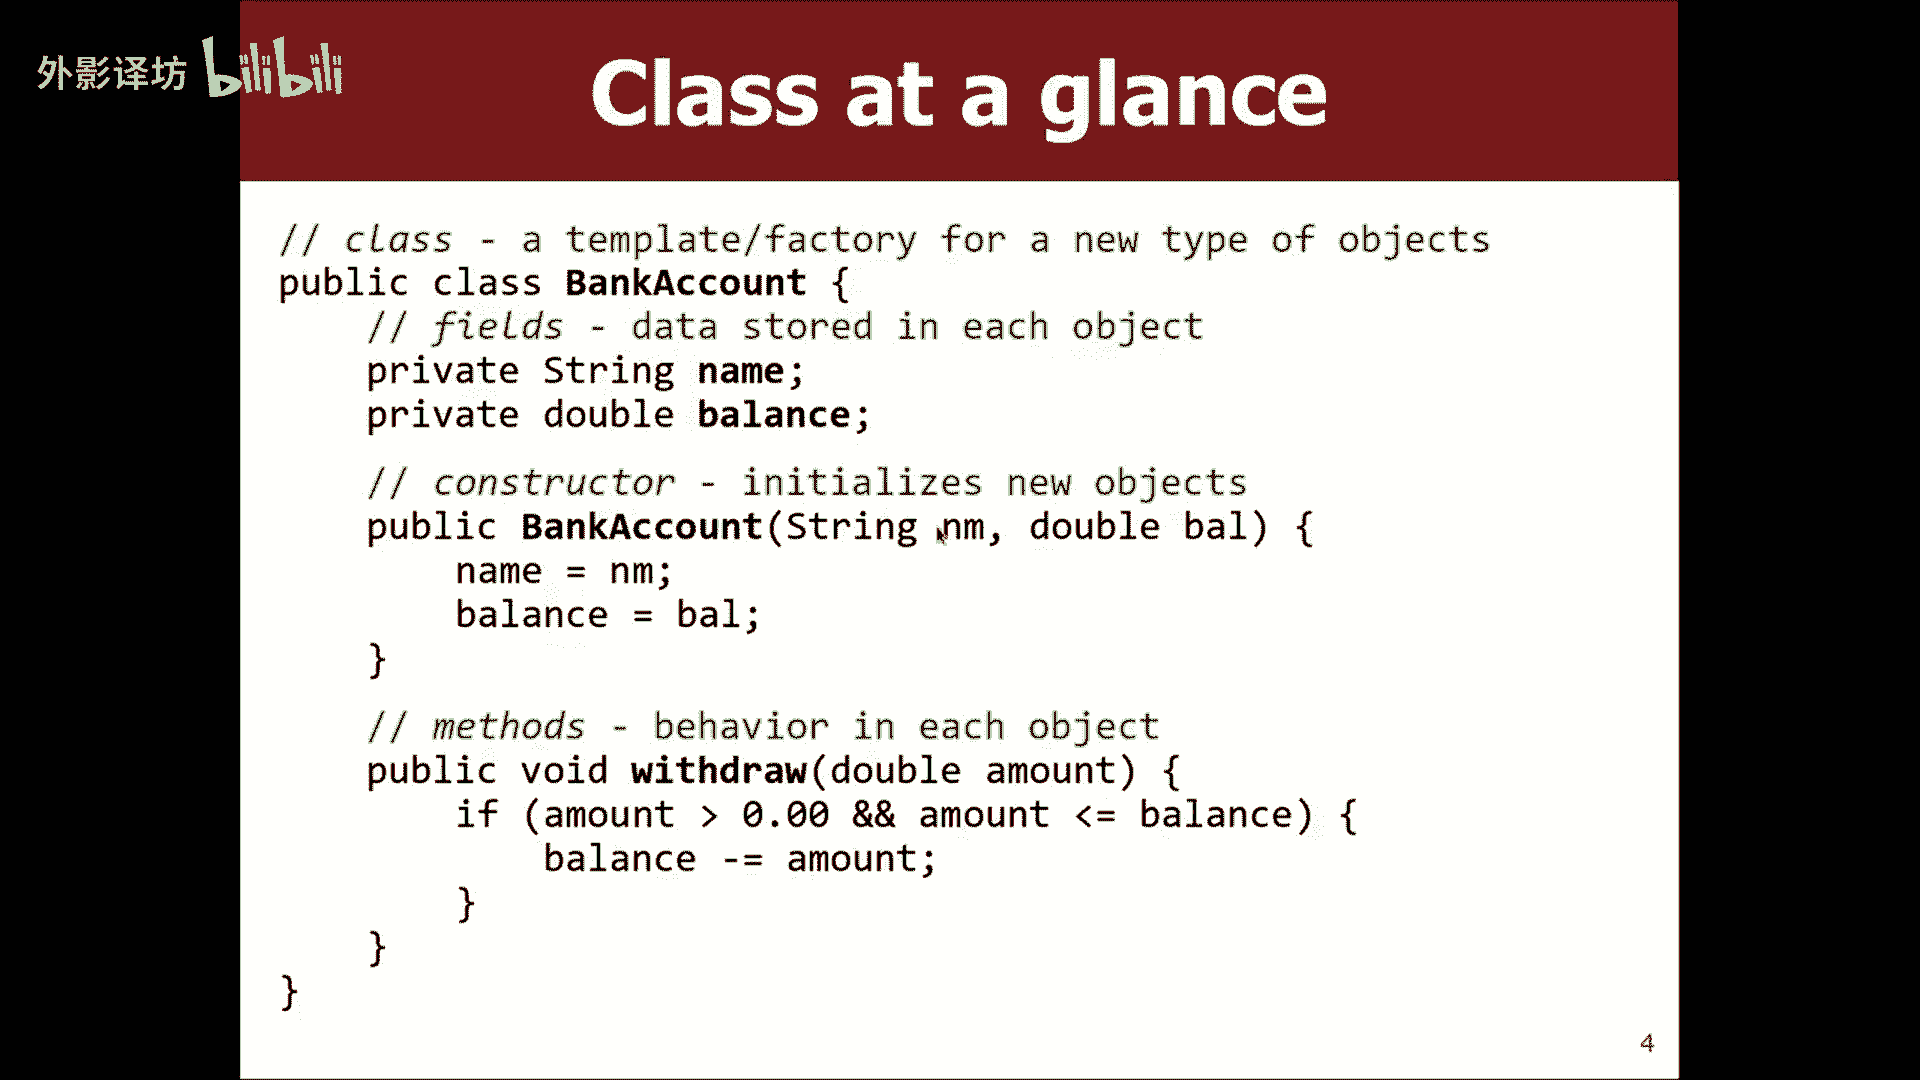 外影译坊 bilibili
Class at a glance
// class - a template/factory for a new type of objects
public class BankAccount {
    // fields - data stored in each object
    private String name;
    private double balance;
    // constructor - initializes new objects
    public BankAccount(String nm, double bal) {
        name = nm;
        balance = bal;
    }
    // methods - behavior in each object
    public void withdraw(double amount) {
        if (amount > 0.00 && amount <= balance) {
            balance -= amount;
        }
    }
}
4